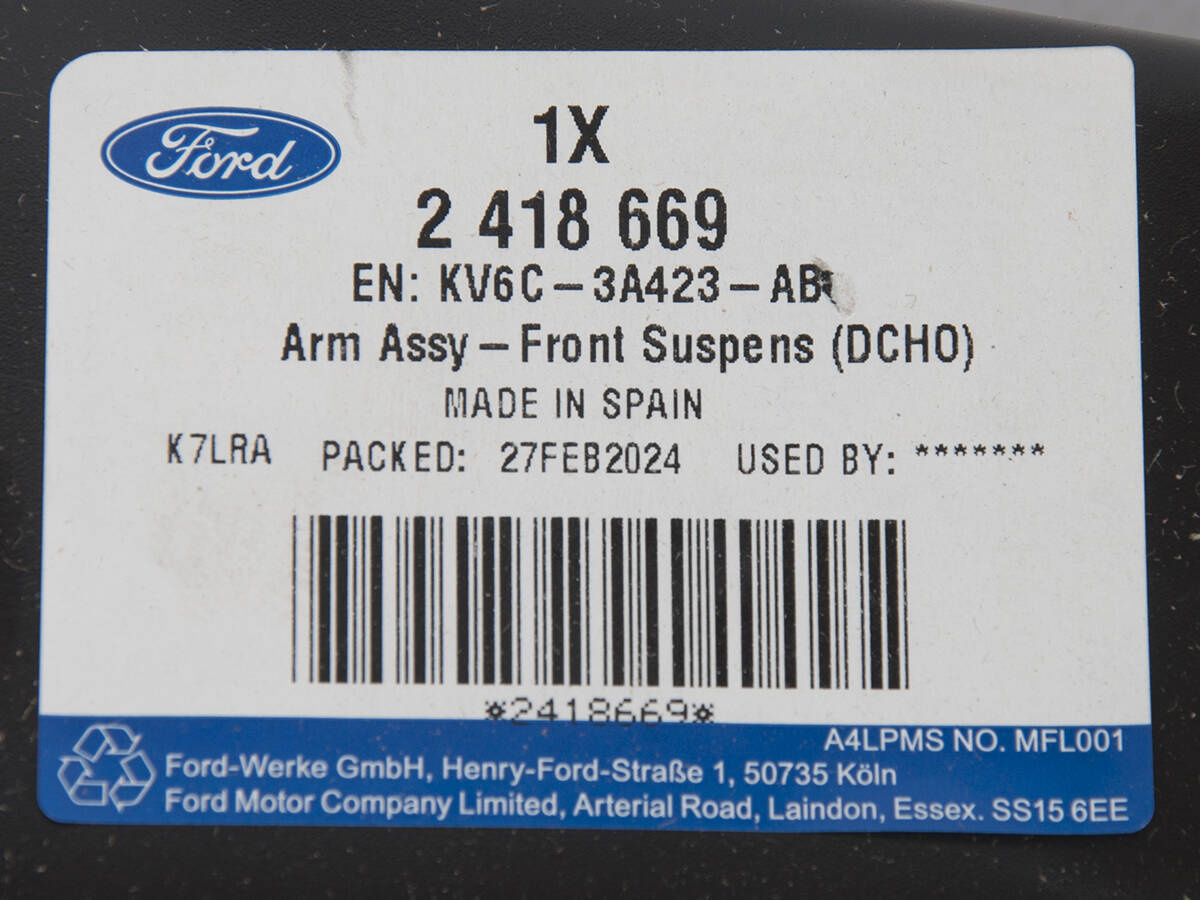 Ford
1X
2 418 669
EN: KV6C-3A423-AB
Arm Assy-Front Suspens (DCHO)
MADE IN SPAIN
K7LRA PACKED: 27FEB2024 USED BY: *******
*2418669*
A4LPMS NO. MFL001
Ford-Werke GmbH, Henry-Ford-Straße 1, 50735 Köln
Ford Motor Company Limited, Arterial Road, Laindon, Essex. SS15 6EE